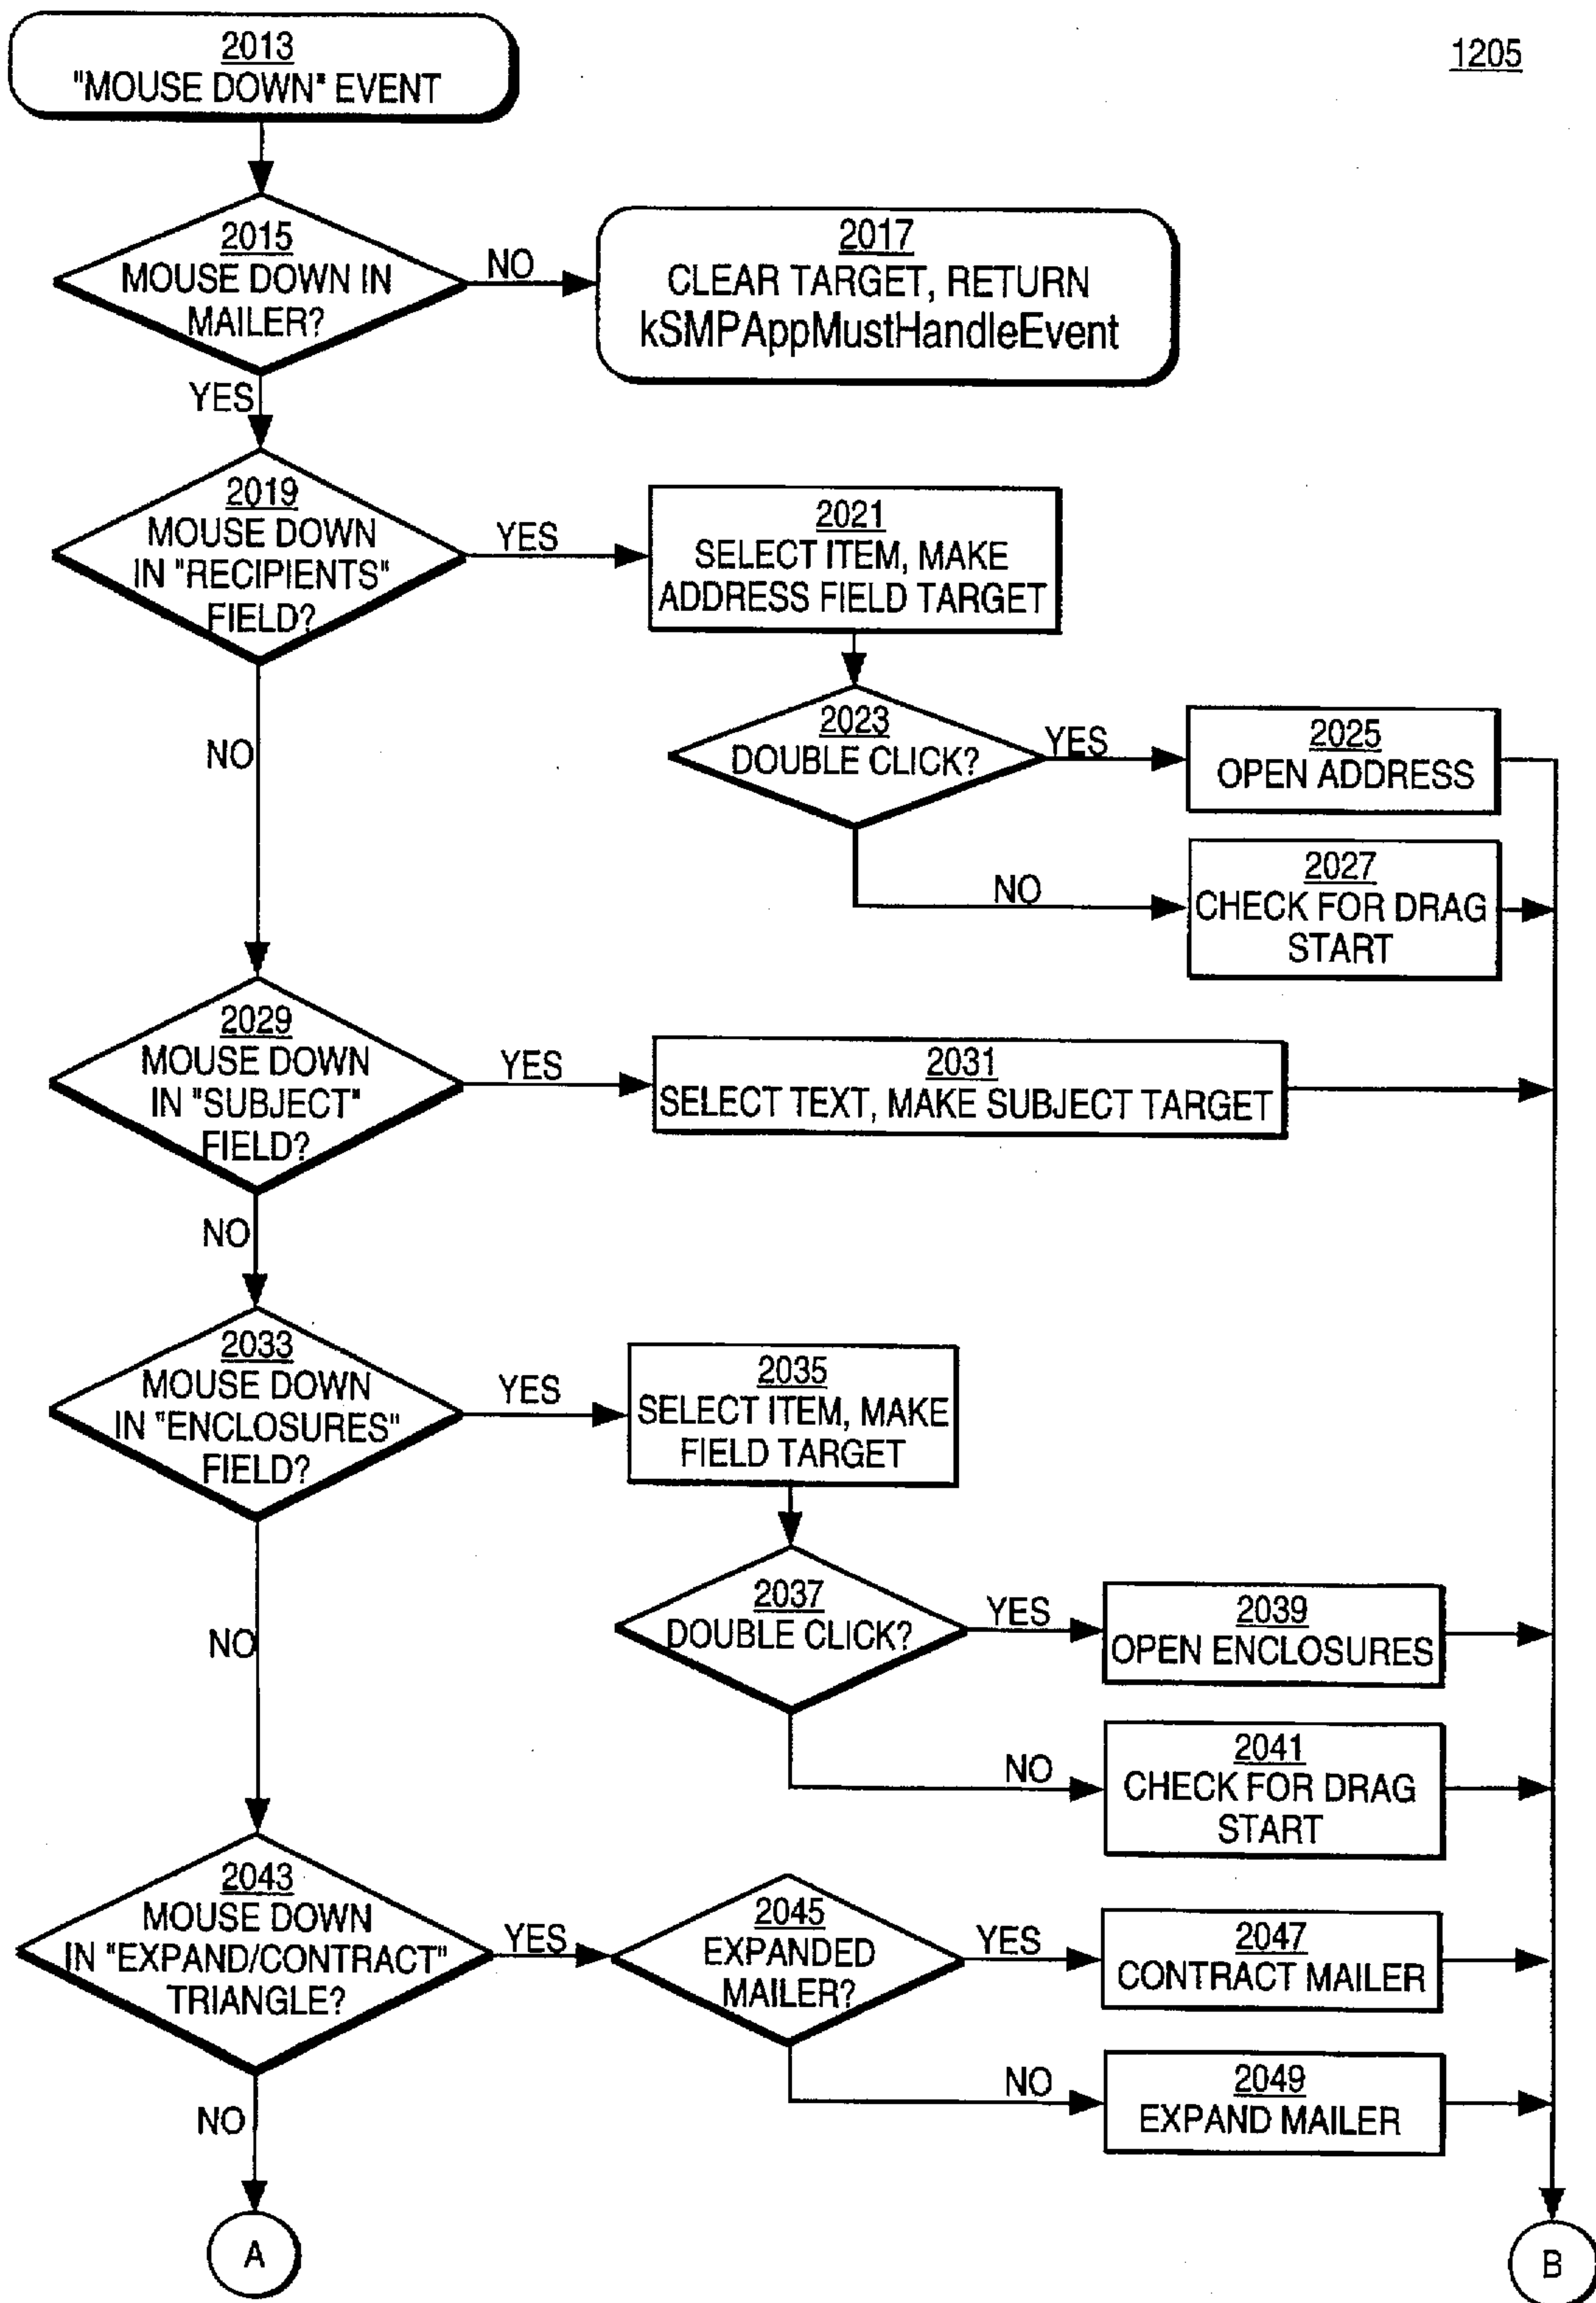 1205
2013
"MOUSE DOWN" EVENT
2015
MOUSE DOWN IN
MAILER?
NO
2017
CLEAR TARGET, RETURN
kSMPAppMustHandleEvent
YES
2019
MOUSE DOWN
IN "RECIPIENTS"
FIELD?
YES
2021
SELECT ITEM, MAKE
ADDRESS FIELD TARGET
NO
2023
DOUBLE CLICK?
YES
2025
OPEN ADDRESS
NO
2027
CHECK FOR DRAG
START
2029
MOUSE DOWN
IN "SUBJECT"
FIELD?
YES
2031
SELECT TEXT, MAKE SUBJECT TARGET
NO
2033
MOUSE DOWN
IN "ENCLOSURES"
FIELD?
YES
2035
SELECT ITEM, MAKE
FIELD TARGET
NO
2037
DOUBLE CLICK?
YES
2039
OPEN ENCLOSURES
NO
2041
CHECK FOR DRAG
START
2043
MOUSE DOWN
IN "EXPAND/CONTRACT"
TRIANGLE?
YES
2045
EXPANDED
MAILER?
YES
2047
CONTRACT MAILER
NO
2049
EXPAND MAILER
NO
A
B